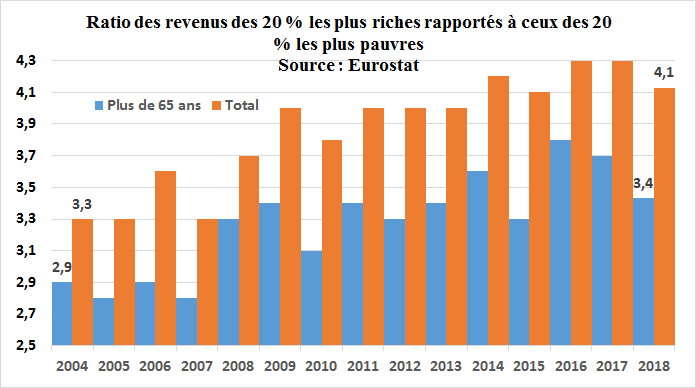 Ratio des revenus des 20 % les plus riches rapportés à ceux des 20
% les plus pauvres
Source : Eurostat
4,3
4,1
3,9
3,7
3,5
3,3
3,1
2,9
2,7
2,5
Plus de 65 ans Total
2,9
3,3
3,4
4,1
2004 2005 2006 2007 2008 2009 2010 2011 2012 2013 2014 2015 2016 2017 2018